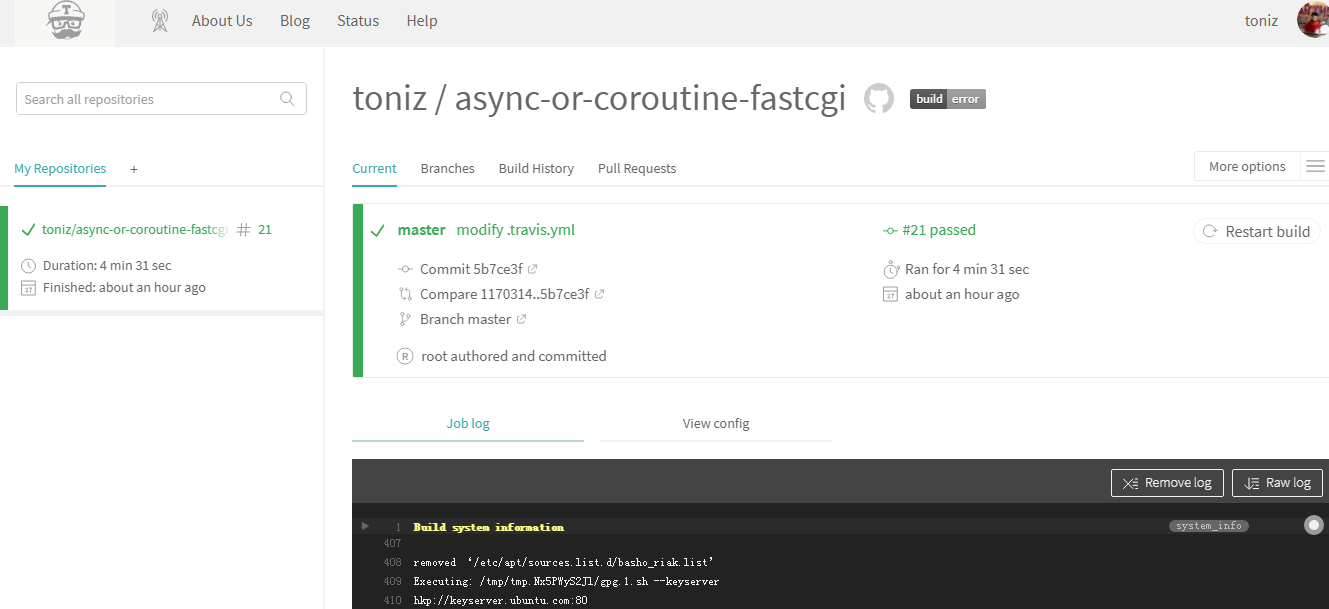 About Us Blog Status Help toniz
Search all repositories
toniz / async-or-coroutine-fastcgi build error
My Repositories +
Current Branches Build History Pull Requests More options
toniz/async-or-coroutine-fastcgi # 21
Duration: 4 min 31 sec
Finished: about an hour ago
master modify .travis.yml
#21 passed
Restart build
Commit 5b7ce3f
Ran for 4 min 31 sec
Compare 1170314..5b7ce3f
about an hour ago
Branch master
R root authored and committed
Job log View config
Remove log Raw log
1 Build system information system_info
407
408 removed ‘/etc/apt/sources.list.d/basho_riak.list’
409 Executing: /tmp/tmp.Nx5PWyS2Jl/gpg.1.sh --keyserver
410 hkp://keyserver.ubuntu.com:80